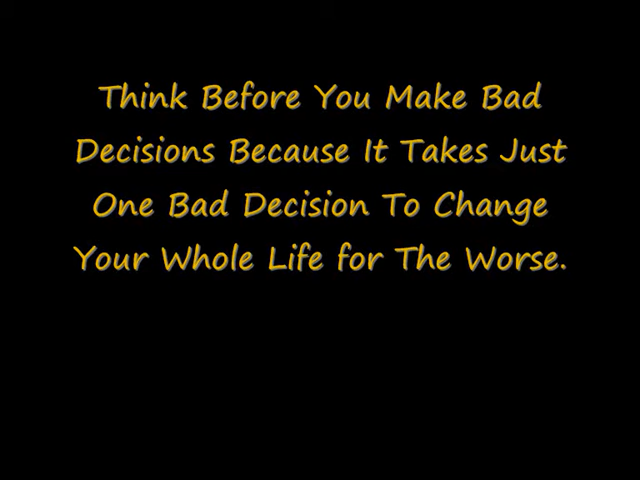 Think Before You Make Bad
Decisions Because It Takes Just
One Bad Decision To Change
Your Whole Life for The Worse.